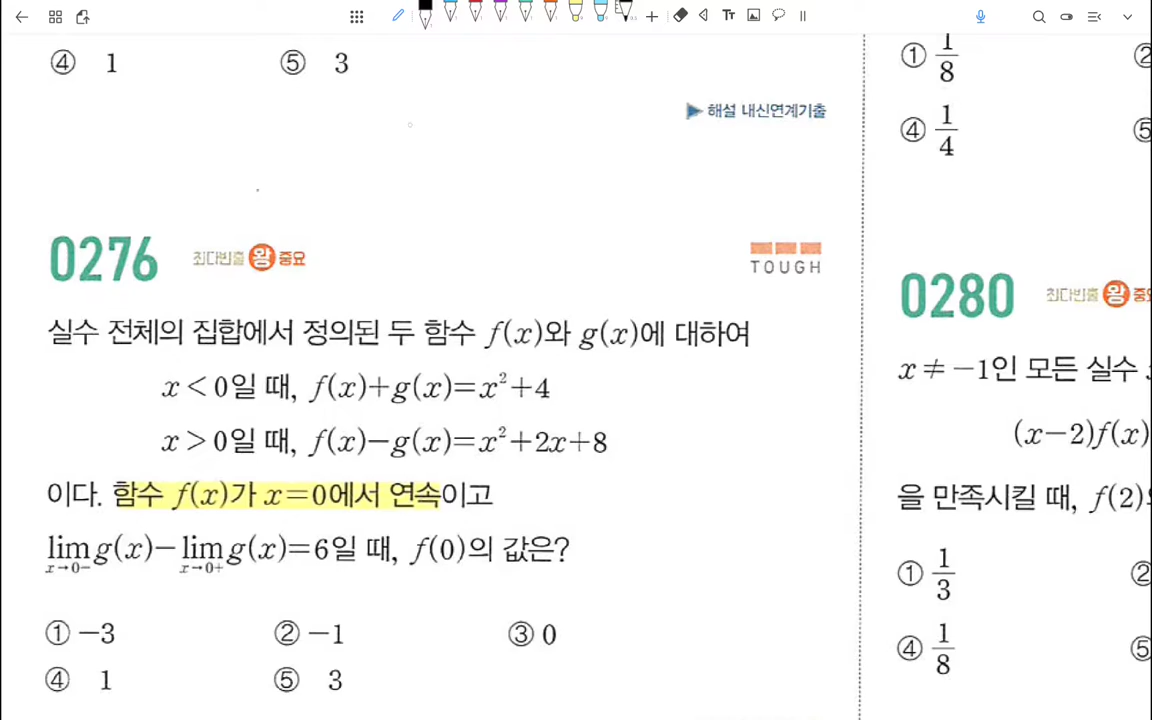 ④ 1 ⑤ 3
▶ 해설 내신연계기출
0276 최다빈출 왕 중요
TOUGH
실수 전체의 집합에서 정의된 두 함수 f(x)와 g(x)에 대하여
x<0일 때, f(x)+g(x)=x²+4
x>0일 때, f(x)−g(x)=x²+2x+8
이다. 함수 f(x)가 x=0에서 연속이고
lim_{x→0−} g(x)− lim_{x→0+} g(x)=6일 때, f(0)의 값은?
① −3 ② −1 ③ 0
④ 1 ⑤ 3
① 1/8
④ 1/4
0280 최다빈출 왕
x≠−1인 모든 실수
(x−2)f(x)
을 만족시킬 때, f(2)
① 1/3
④ 1/8